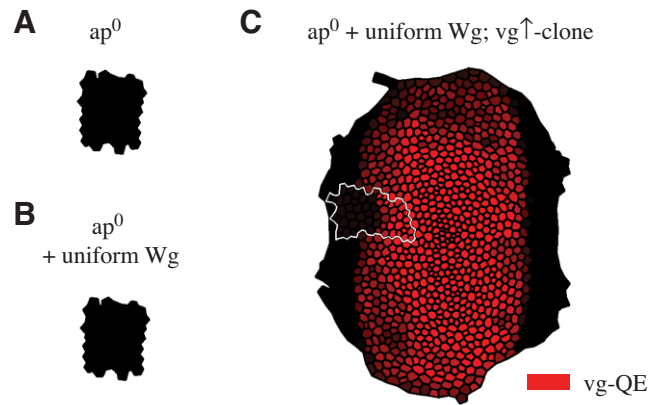 A
ap⁰
B
ap⁰
+ uniform Wg
C
ap⁰ + uniform Wg; vg↑-clone
vg-QE